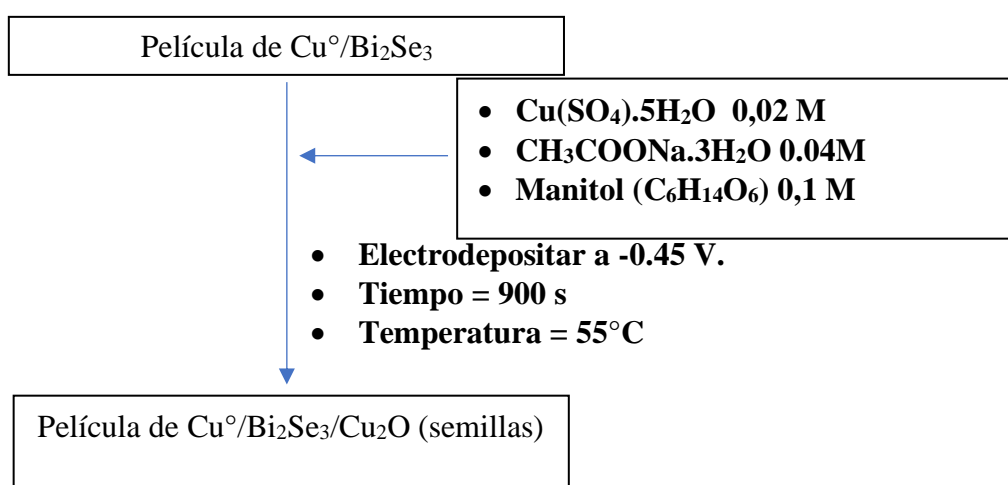 Película de Cu°/Bi₂Se₃
• Cu(SO₄).5H₂O 0,02 M
• CH₃COONa.3H₂O 0.04M
• Manitol (C₆H₁₄O₆) 0,1 M
• Electrodepositar a -0.45 V.
• Tiempo = 900 s
• Temperatura = 55°C
Película de Cu°/Bi₂Se₃/Cu₂O (semillas)